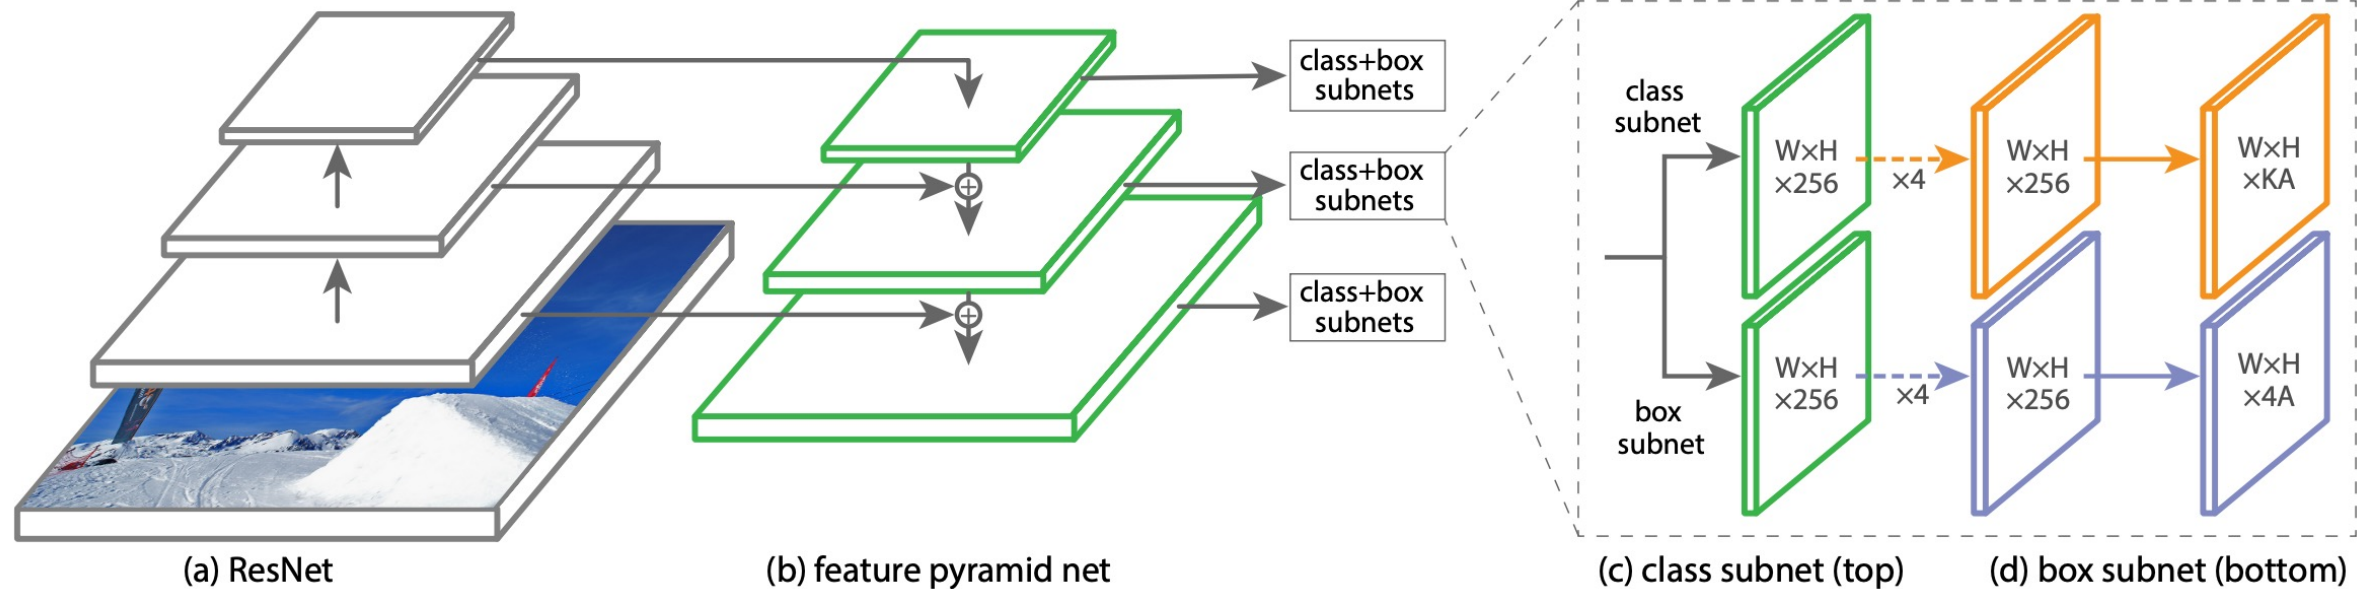 class+box
subnets
class+box
subnets
class+box
subnets
class
subnet
W×H
×256
×4
W×H
×256
W×H
×KA
box
subnet
W×H
×256
×4
W×H
×256
W×H
×4A
(a) ResNet
(b) feature pyramid net
(c) class subnet (top)
(d) box subnet (bottom)